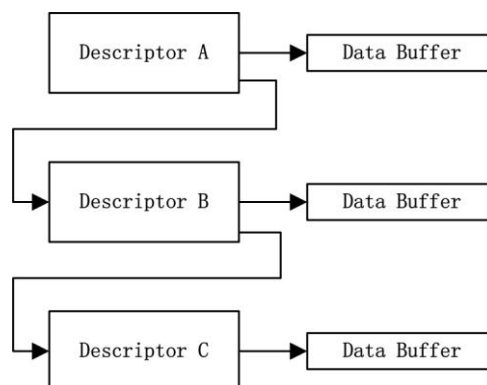 Descriptor A
Data Buffer
Descriptor B
Data Buffer
Descriptor C
Data Buffer